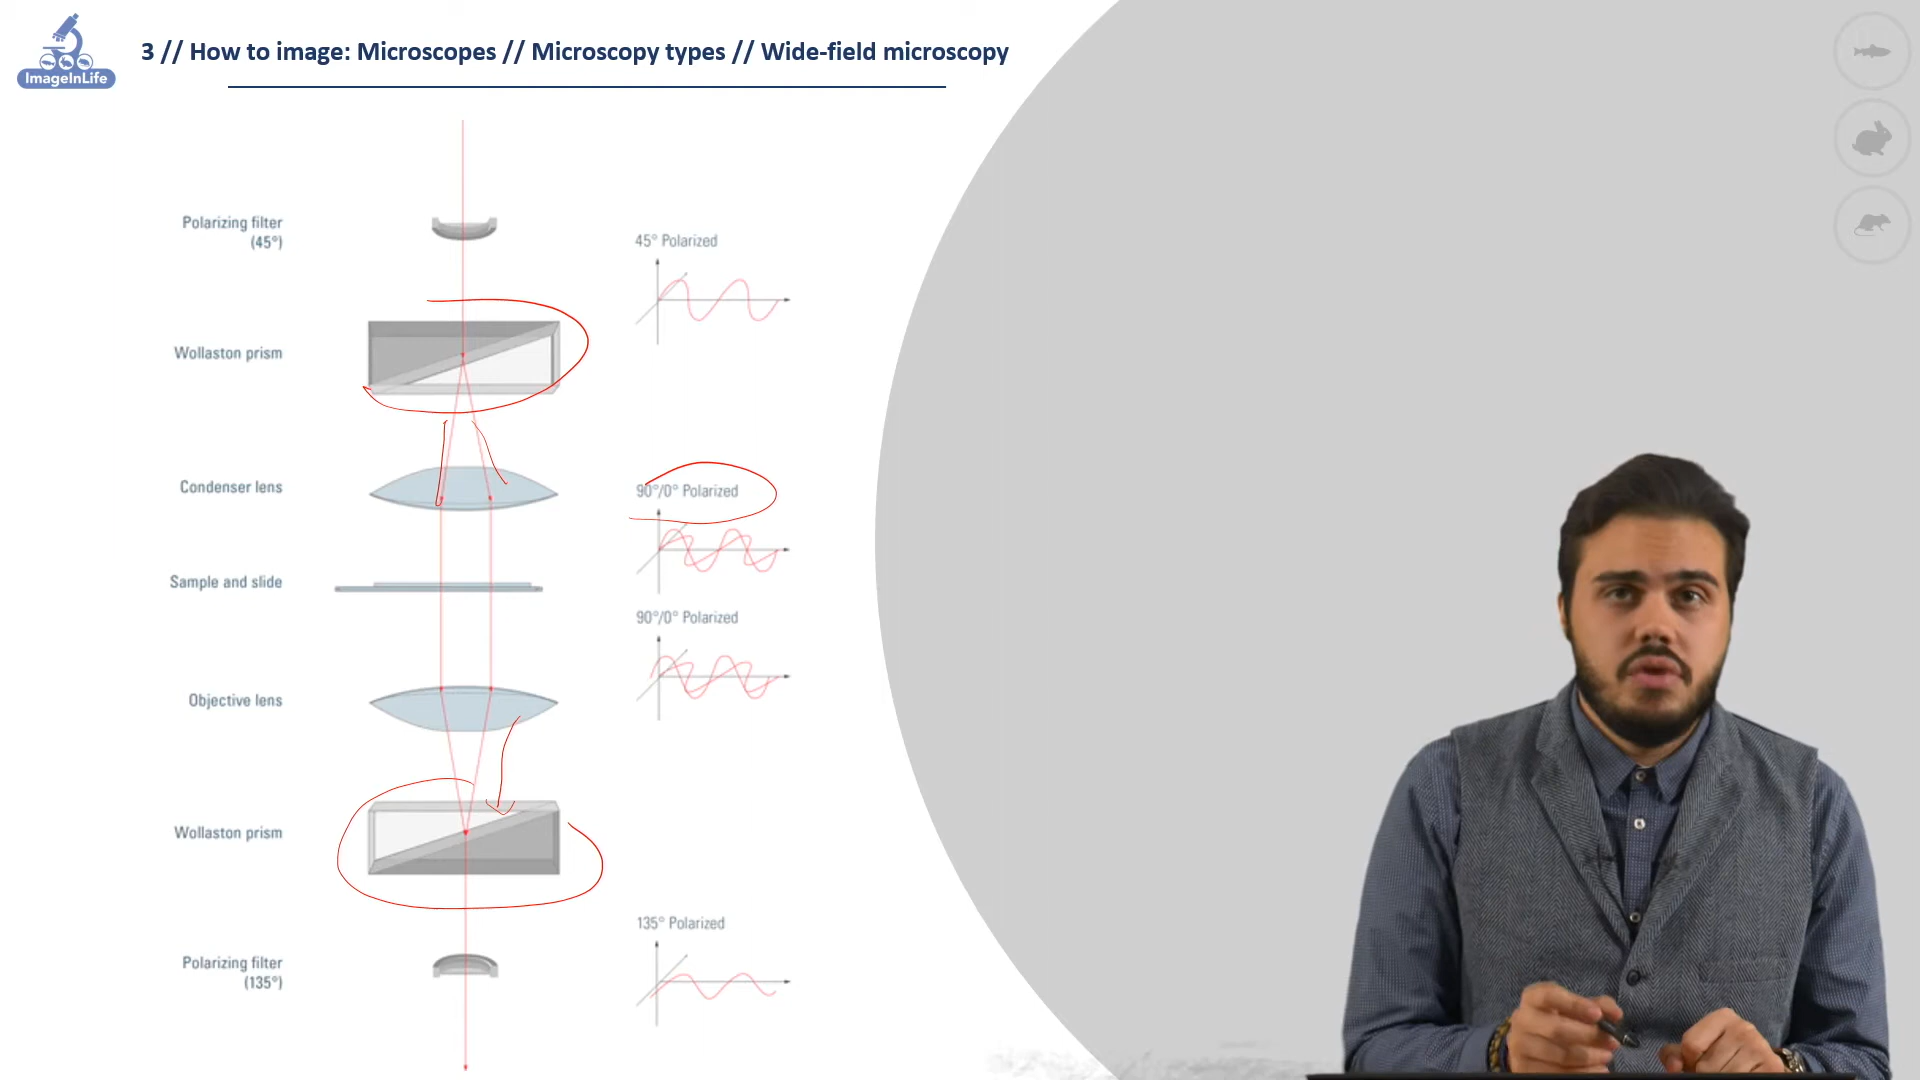 ImageInLife
3 // How to image: Microscopes // Microscopy types // Wide-field microscopy
Polarizing filter
(45°)
45° Polarized
Wollaston prism
Condenser lens
90°/0° Polarized
Sample and slide
90°/0° Polarized
Objective lens
Wollaston prism
135° Polarized
Polarizing filter
(135°)